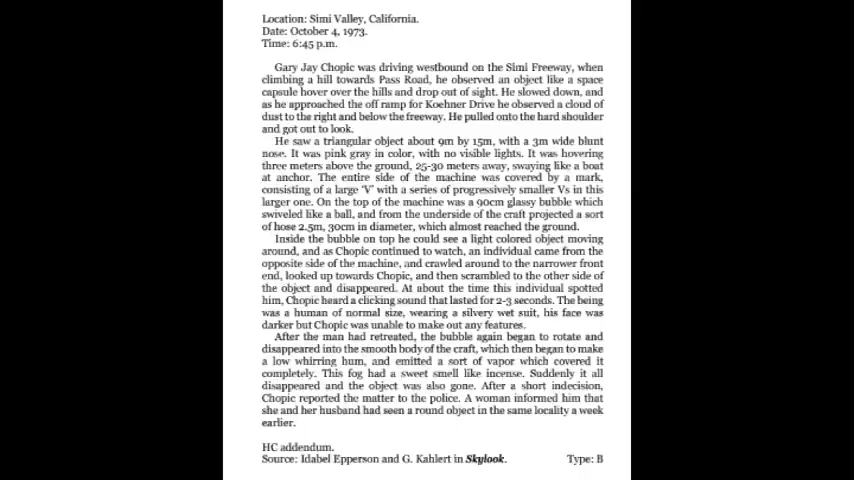 Location: Simi Valley, California.
Date: October 4, 1973.
Time: 6:45 p.m.
Gary Jay Chopic was driving westbound on the Simi Freeway, when
climbing a hill towards Pass Road, he observed an object like a space
capsule hover over the hills and drop out of sight. He slowed down, and
as he approached the off ramp for Koehner Drive he observed a cloud of
dust to the right and below the freeway. He pulled onto the hard shoulder
and got out to look.
He saw a triangular object about 9m by 15m, with a 3m wide blunt
nose. It was pink gray in color, with no visible lights. It was hovering
three meters above the ground, 25-30 meters away, swaying like a boat
at anchor. The entire side of the machine was covered by a mark,
consisting of a large 'V' with a series of progressively smaller Vs in this
larger one. On the top of the machine was a 90cm glassy bubble which
swiveled like a ball, and from the underside of the craft projected a sort
of hose 2.5m, 30cm in diameter, which almost reached the ground.
Inside the bubble on top he could see a light colored object moving
around, and as Chopic continued to watch, an individual came from the
opposite side of the machine, and crawled around to the narrower front
end, looked up towards Chopic, and then scrambled to the other side of
the object and disappeared. At about the time this individual spotted
him, Chopic heard a clicking sound that lasted for 2-3 seconds. The being
was a human of normal size, wearing a silvery wet suit, his face was
darker but Chopic was unable to make out any features.
After the man had retreated, the bubble again began to rotate and
disappeared into the smooth body of the craft, which then began to make
a low whirring hum, and emitted a sort of vapor which covered it
completely. This fog had a sweet smell like incense. Suddenly it all
disappeared and the object was also gone. After a short indecision,
Chopic reported the matter to the police. A woman informed him that
she and her husband had seen a round object in the same locality a week
earlier.
HC addendum.
Source: Idabel Epperson and G. Kahlert in Skylook. Type: B